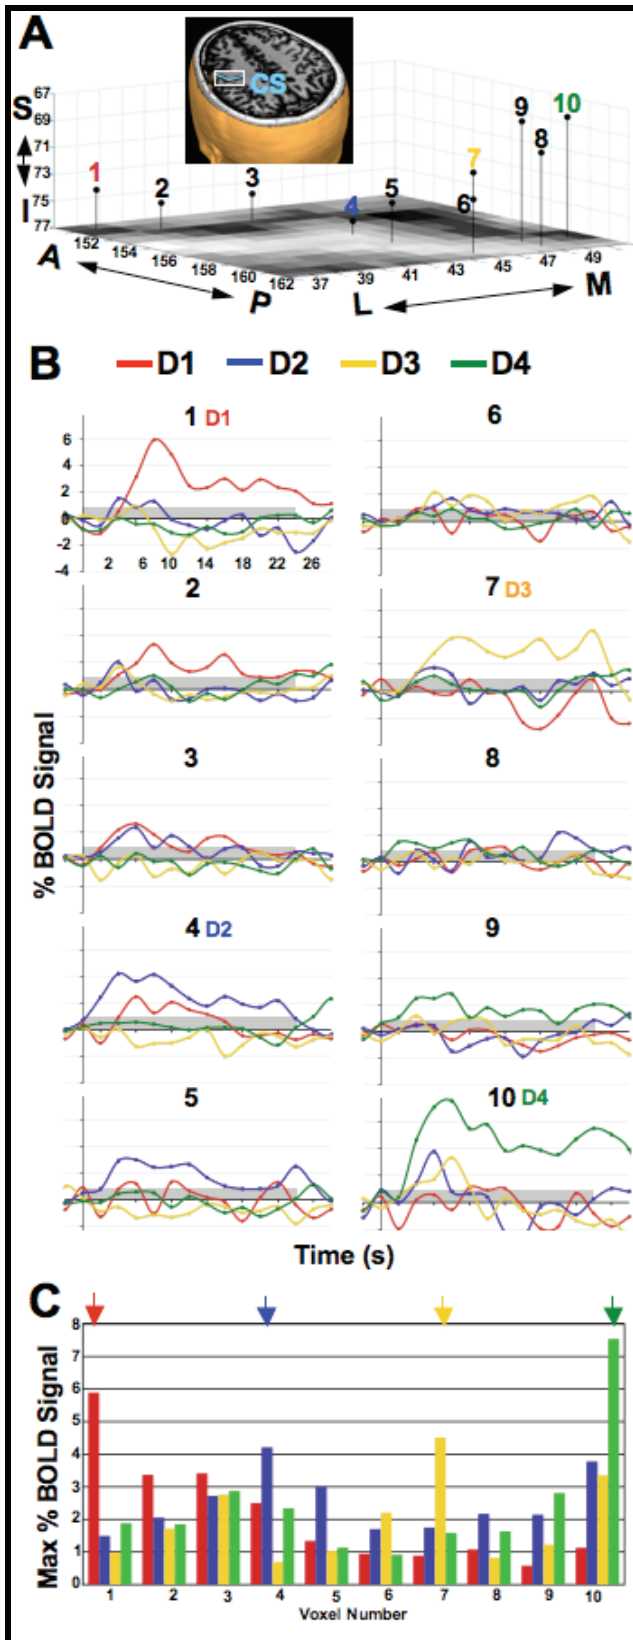 A
CS
S
67
69
71
73
75
I
77
1
2
3
4
5
6
7
8
9
10
152
154
156
158
160
162
A
P
37
39
41
43
45
47
49
L
M
B
D1 D2 D3 D4
1 D1
6
4
2
0
-2
-4
2 6 10 14 18 22 26
6
2
7 D3
3
8
4 D2
9
5
10 D4
% BOLD Signal
Time (s)
C
Max % BOLD Signal
8
7
6
5
4
3
2
1
0
1 2 3 4 5 6 7 8 9 10
Voxel Number